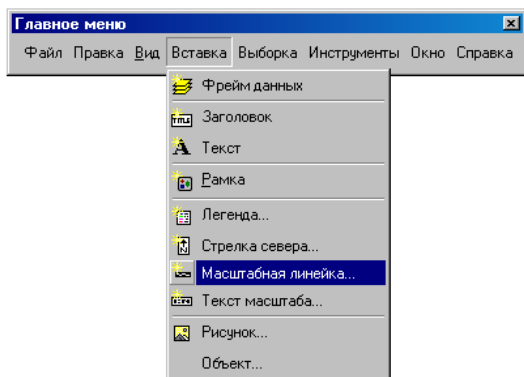 Главное меню
Файл Правка Вид Вставка Выборка Инструменты Окно Справка
Фрейм данных
Заголовок
Текст
Рамка
Легенда...
Стрелка севера...
Масштабная линейка...
Текст масштаба...
Рисунок...
Объект...